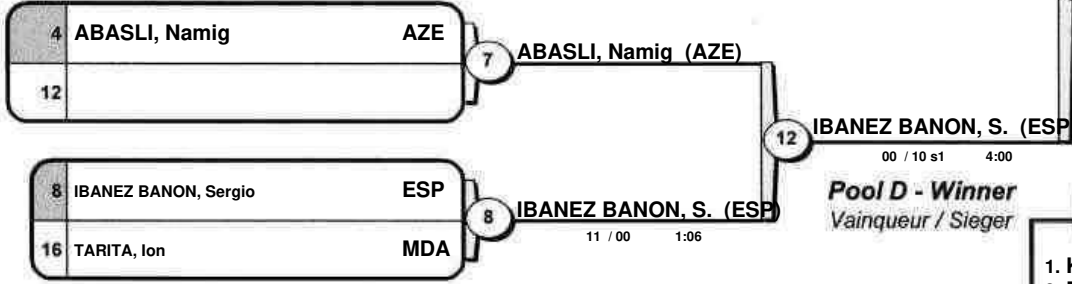 4 ABASLI, Namig AZE
12
7
ABASLI, Namig (AZE)
8 IBANEZ BANON, Sergio ESP
16 TARITA, Ion MDA
8
IBANEZ BANON, S. (ESP)
11 / 00 1:06
12
IBANEZ BANON, S. (ESP
00 / 10 s1 4:00
Pool D - Winner
Vainqueur / Sieger
1.